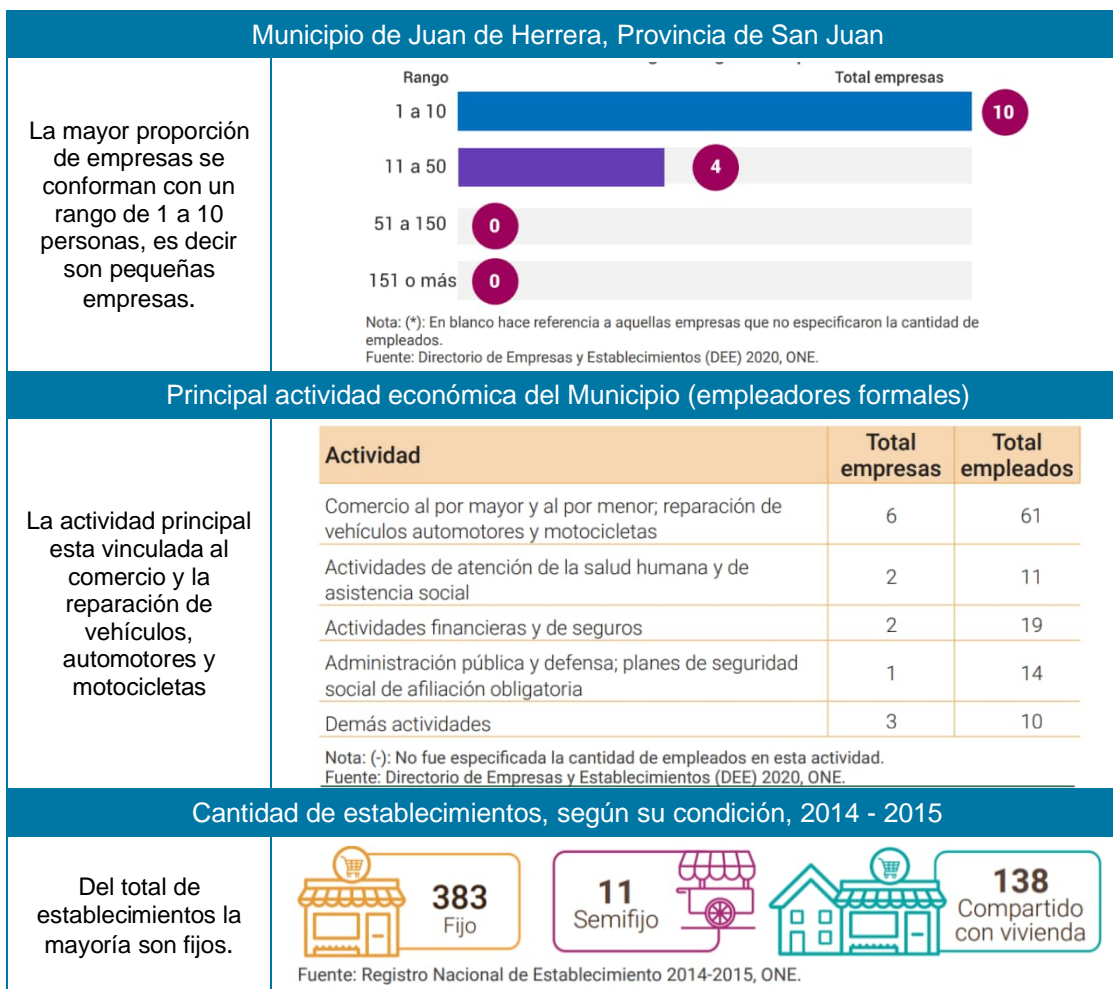 Municipio de Juan de Herrera, Provincia de San Juan
La mayor proporción
de empresas se
conforman con un
rango de 1 a 10
personas, es decir
son pequeñas
empresas.
Rango Total empresas
1 a 10 10
11 a 50 4
51 a 150 0
151 o más 0
Nota: (*): En blanco hace referencia a aquellas empresas que no especificaron la cantidad de
empleados.
Fuente: Directorio de Empresas y Establecimientos (DEE) 2020, ONE.
Principal actividad económica del Municipio (empleadores formales)
La actividad principal
esta vinculada al
comercio y la
reparación de
vehículos,
automotores y
motocicletas
Actividad Total empresas Total empleados
Comercio al por mayor y al por menor; reparación de
vehículos automotores y motocicletas 6 61
Actividades de atención de la salud humana y de
asistencia social 2 11
Actividades financieras y de seguros 2 19
Administración pública y defensa; planes de seguridad
social de afiliación obligatoria 1 14
Demás actividades 3 10
Nota: (-): No fue especificada la cantidad de empleados en esta actividad.
Fuente: Directorio de Empresas y Establecimientos (DEE) 2020, ONE.
Cantidad de establecimientos, según su condición, 2014 - 2015
Del total de
establecimientos la
mayoría son fijos.
383
Fijo
11
Semifijo
138
Compartido
con vivienda
Fuente: Registro Nacional de Establecimiento 2014-2015, ONE.